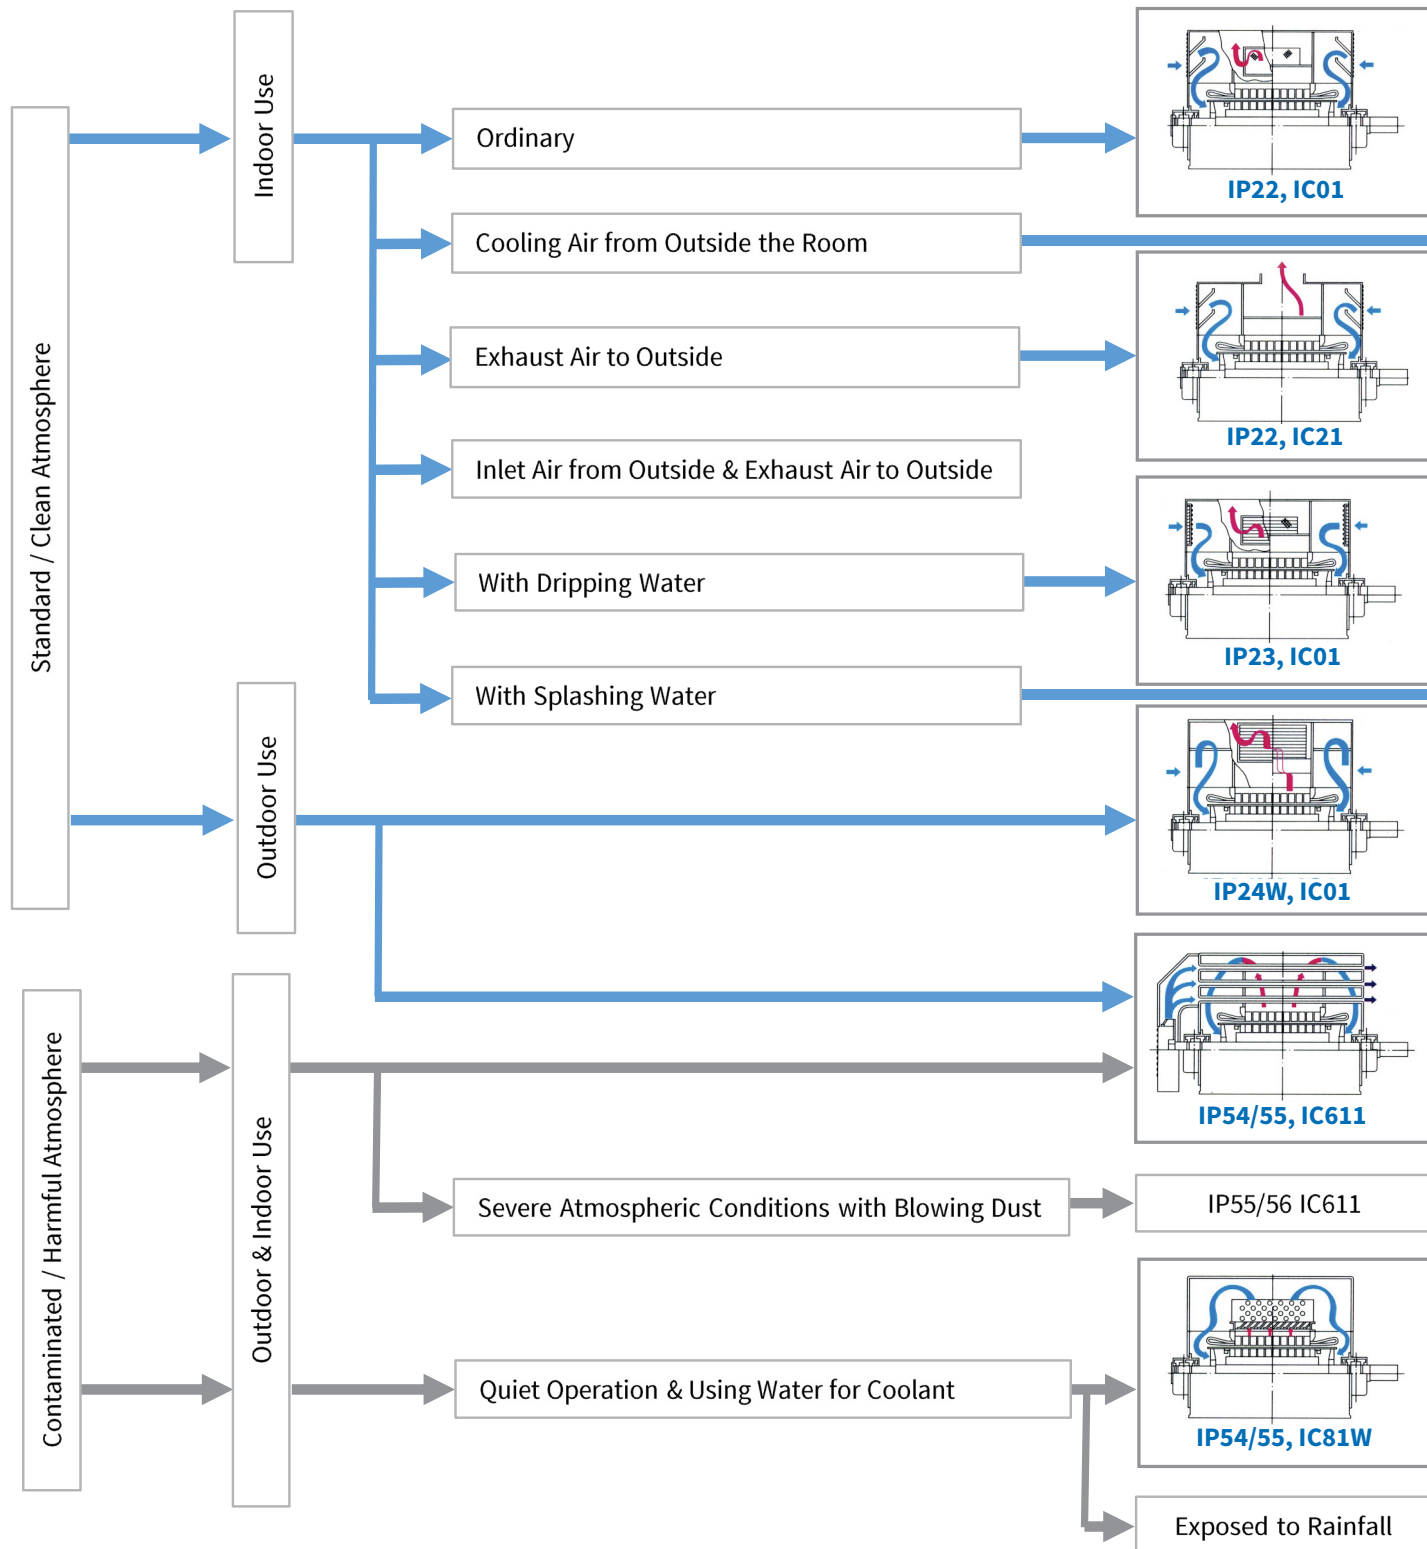 Standard / Clean Atmosphere
Indoor Use
Ordinary
IP22, IC01
Cooling Air from Outside the Room
Exhaust Air to Outside
IP22, IC21
Inlet Air from Outside & Exhaust Air to Outside
With Dripping Water
IP23, IC01
With Splashing Water
Outdoor Use
IP24W, IC01
IP54/55, IC611
Contaminated / Harmful Atmosphere
Outdoor & Indoor Use
Severe Atmospheric Conditions with Blowing Dust
IP55/56 IC611
Quiet Operation & Using Water for Coolant
IP54/55, IC81W
Exposed to Rainfall